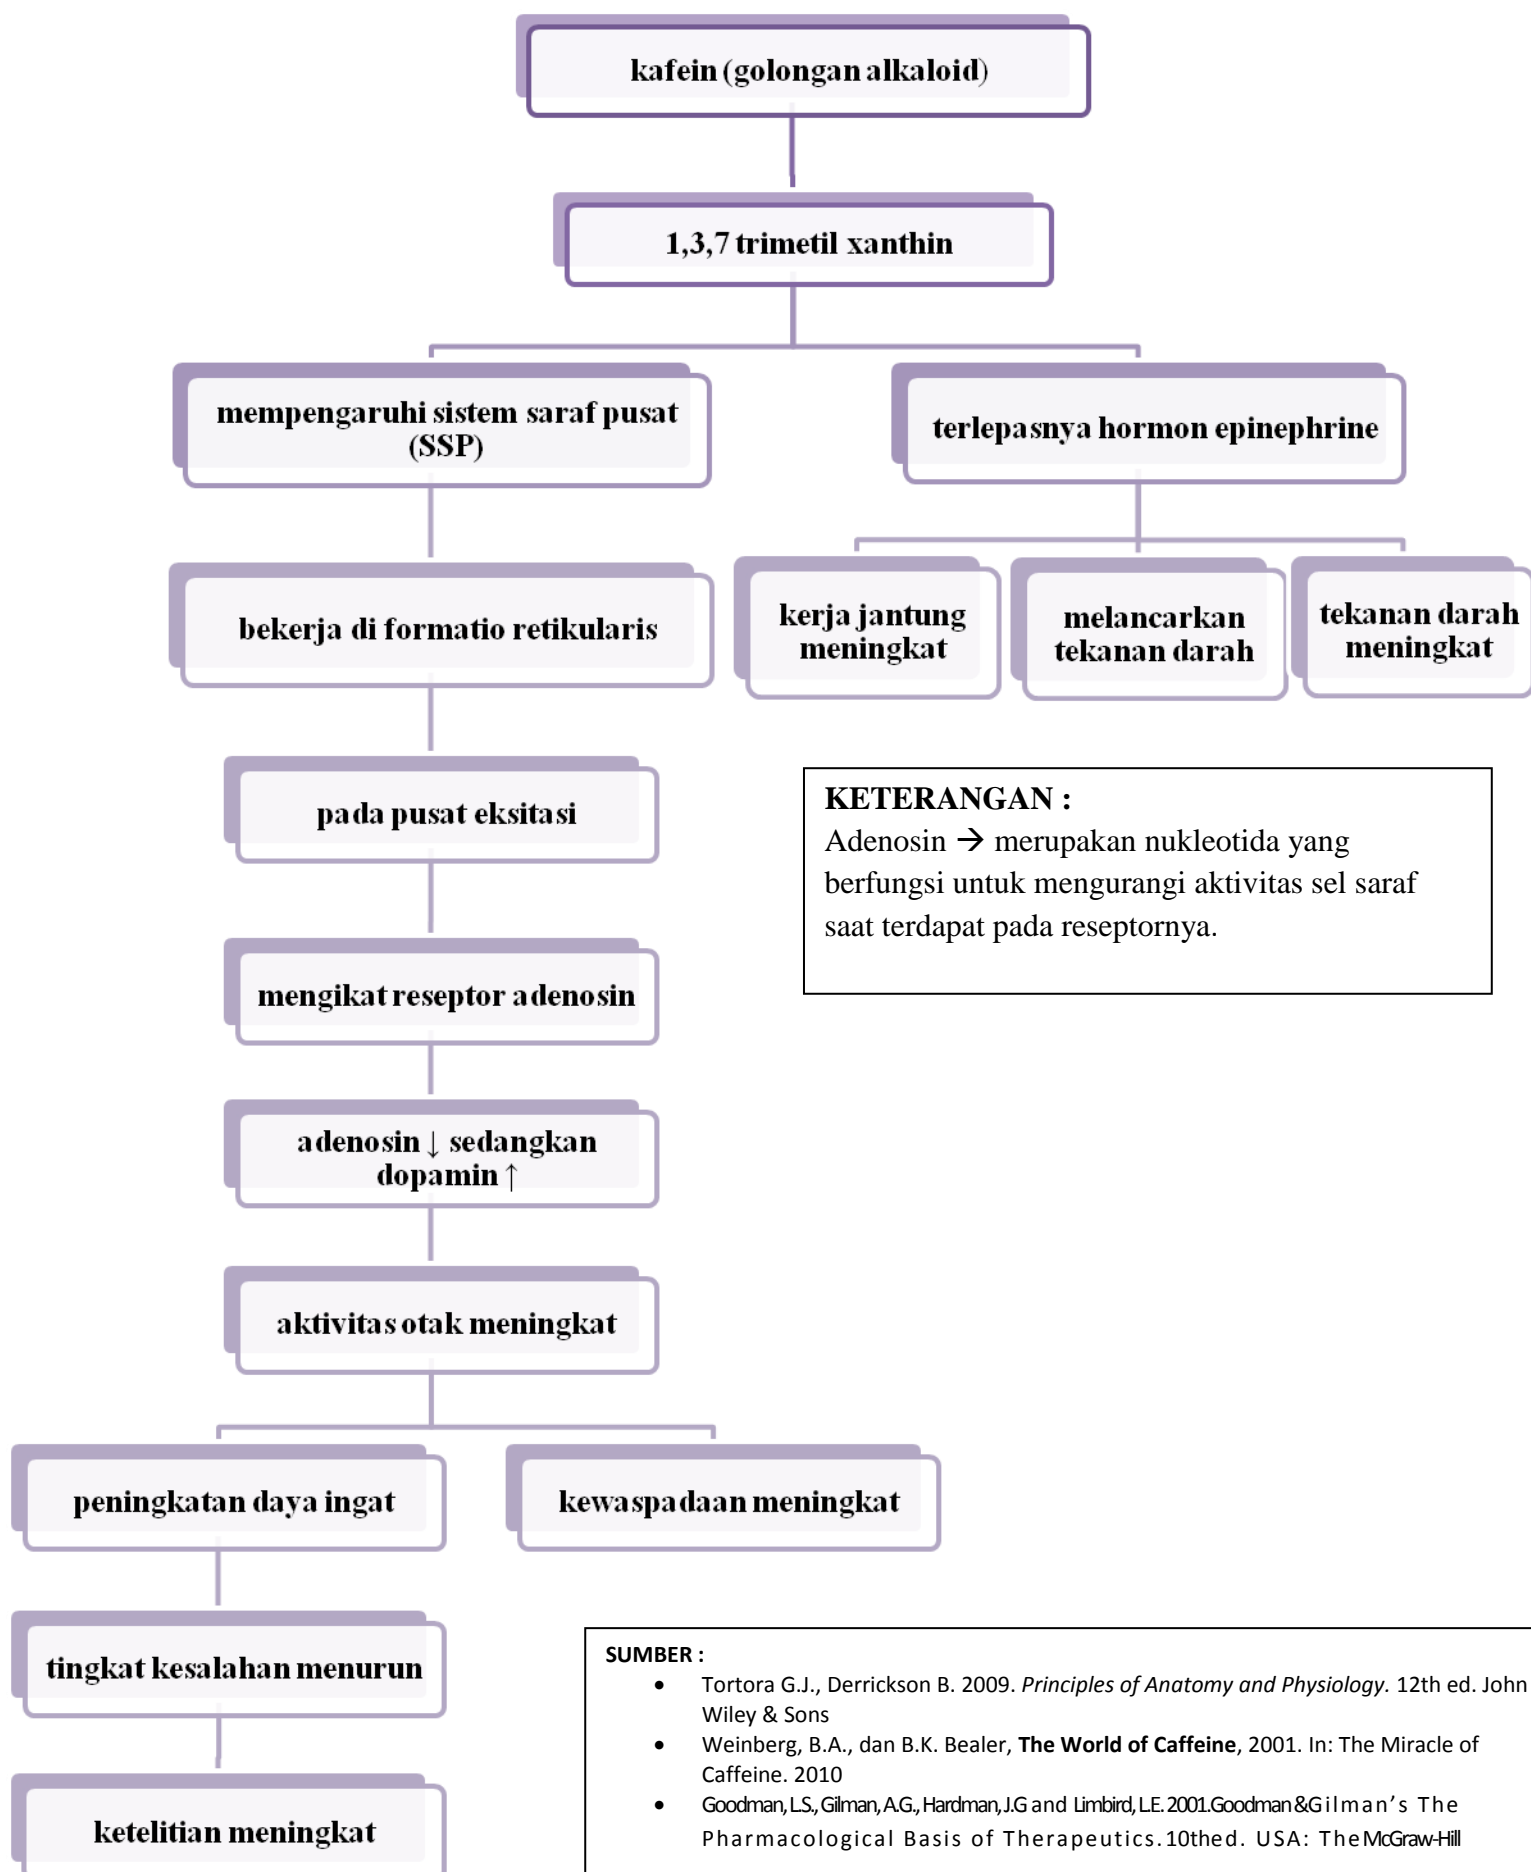 kafein (golongan alkaloid)
1,3,7 trimetil xanthin
mempengaruhi sistem saraf pusat
(SSP)
terlepasnya hormon epinephrine
bekerja di formatio retikularis
kerja jantung
meningkat
melancarkan
tekanan darah
tekanan darah
meningkat
pada pusat eksitasi
KETERANGAN :
Adenosin → merupakan nukleotida yang
berfungsi untuk mengurangi aktivitas sel saraf
saat terdapat pada reseptornya.
mengikat reseptor adenosin
adenosin ↓ sedangkan
dopamin ↑
aktivitas otak meningkat
peningkatan daya ingat
kewaspadaan meningkat
tingkat kesalahan menurun
ketelitian meningkat
SUMBER :
• Tortora G.J., Derrickson B. 2009. Principles of Anatomy and Physiology. 12th ed. John
Wiley & Sons
• Weinberg, B.A., dan B.K. Bealer, The World of Caffeine, 2001. In: The Miracle of
Caffeine. 2010
• Goodman, L.S., Gilman, A.G., Hardman, J.G and Limbird, L.E. 2001.Goodman &Gilman's The
Pharmacological Basis of Therapeutics.10thed. USA: TheMcGraw-Hill